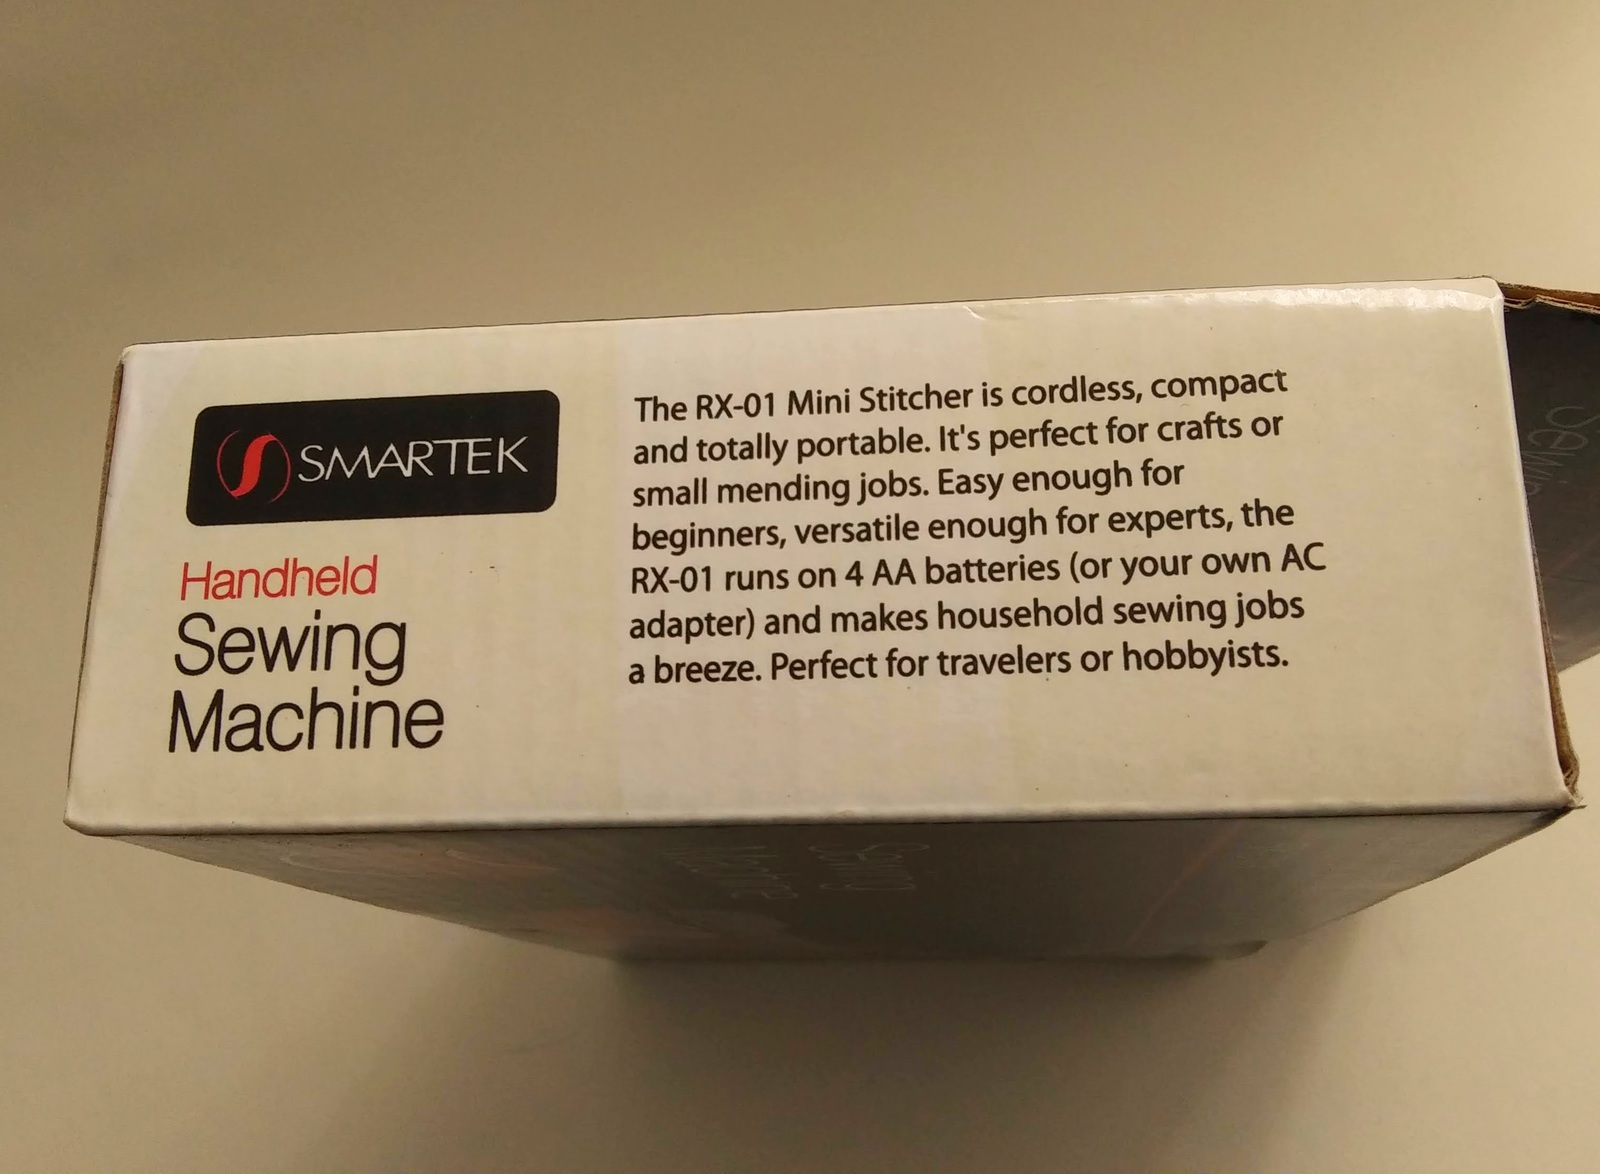 SMARTEK
Handheld
Sewing
Machine
The RX-01 Mini Stitcher is cordless, compact
and totally portable. It's perfect for crafts or
small mending jobs. Easy enough for
beginners, versatile enough for experts, the
RX-01 runs on 4 AA batteries (or your own AC
adapter) and makes household sewing jobs
a breeze. Perfect for travelers or hobbyists.
Sewing
Machine